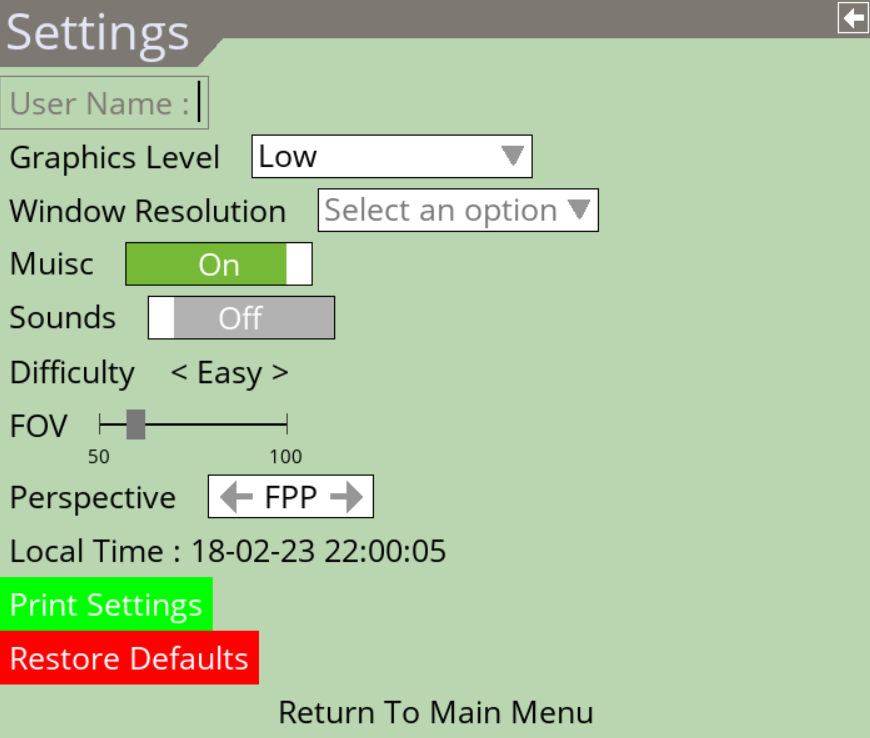 Settings
User Name :
Graphics Level Low
Window Resolution Select an option
Muisc On
Sounds Off
Difficulty < Easy >
FOV
50 100
Perspective FPP
Local Time : 18-02-23 22:00:05
Print Settings
Restore Defaults
Return To Main Menu